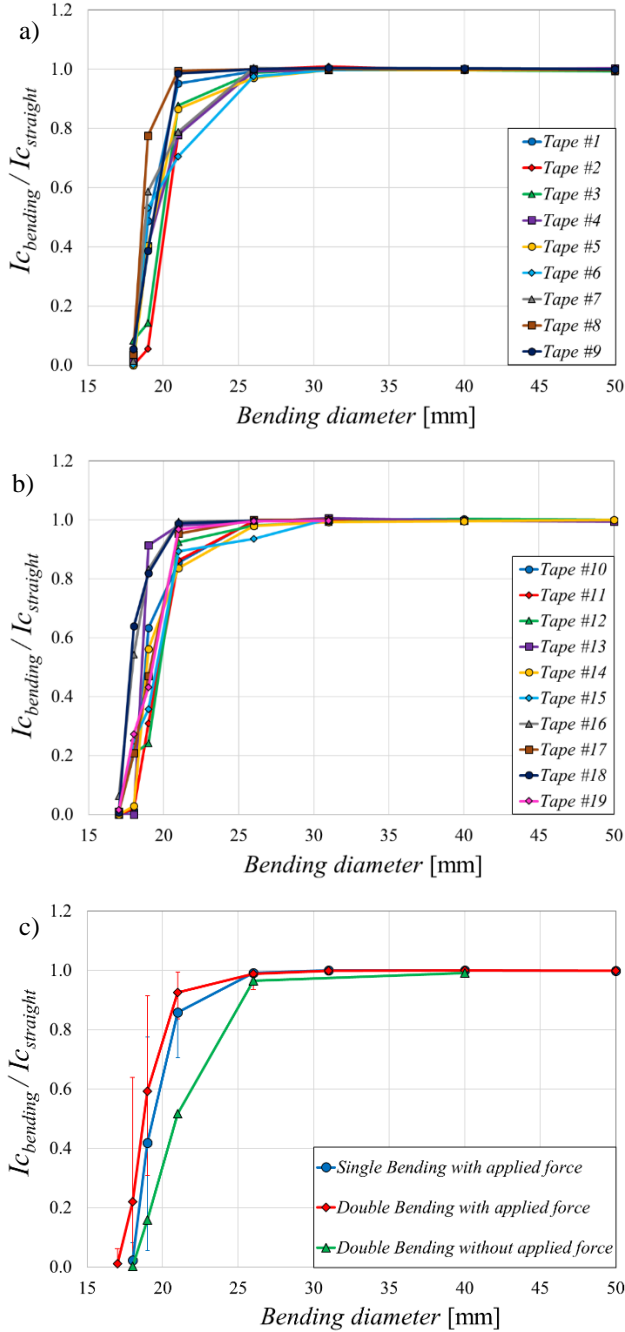 a)
1.2
1.0
0.8
0.6
0.4
0.2
0.0
Ic_bending / Ic_straight
Tape #1
Tape #2
Tape #3
Tape #4
Tape #5
Tape #6
Tape #7
Tape #8
Tape #9
15 20 25 30 35 40 45 50
Bending diameter [mm]
b)
1.2
1.0
0.8
0.6
0.4
0.2
0.0
Ic_bending / Ic_straight
Tape #10
Tape #11
Tape #12
Tape #13
Tape #14
Tape #15
Tape #16
Tape #17
Tape #18
Tape #19
15 20 25 30 35 40 45 50
Bending diameter [mm]
c)
1.2
1.0
0.8
0.6
0.4
0.2
0.0
Ic_bending / Ic_straight
Single Bending with applied force
Double Bending with applied force
Double Bending without applied force
15 20 25 30 35 40 45 50
Bending diameter [mm]